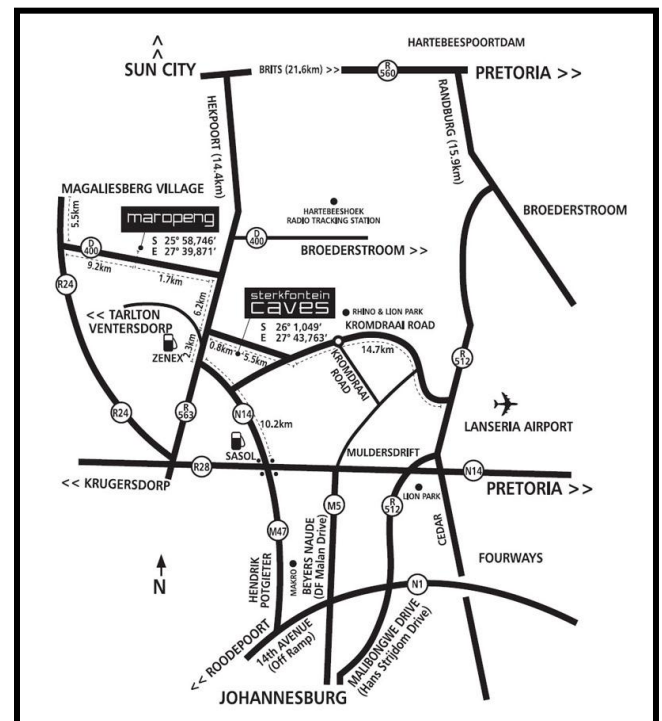 HARTEBEESPOORTDAM
SUN CITY
BRITS (21.6km) >>
R 560
PRETORIA >>
HEKPOORT (14.4km)
RANDBURG (15.9km)
MAGALIESBERG VILLAGE
5.5km
maropeng
S 25° 58,746'
E 27° 39,871'
HARTEBEESHOEK
RADIO TRACKING STATION
BROEDERSTROOM
D 400
D 400
BROEDERSTROOM >>
9.2km
1.7km
R24
6.2km
sterkfontein
caves
S 26° 1,049'
E 27° 43,763'
RHINO & LION PARK
KROMDRAAI ROAD
<< TARLTON
VENTERSDORP
ZENEX
2.3km
0.8km
5.5km
14.7km
KROMDRAAI
ROAD
R 512
R24
R 563
N14
10.2km
LANSERIA AIRPORT
SASOL
MULDERSDRIFT
R28
N14
<< KRUGERSDORP
PRETORIA >>
LION PARK
M47
M5
R 512
CEDAR
N
HENDRIK
POTGIETER
MAKRO
BEYERS NAUDE
(DF Malan Drive)
FOURWAYS
N1
<< ROODEPOORT
14th AVENUE
(Off Ramp)
MALIBONGWE DRIVE
(Hans Strijdom Drive)
JOHANNESBURG